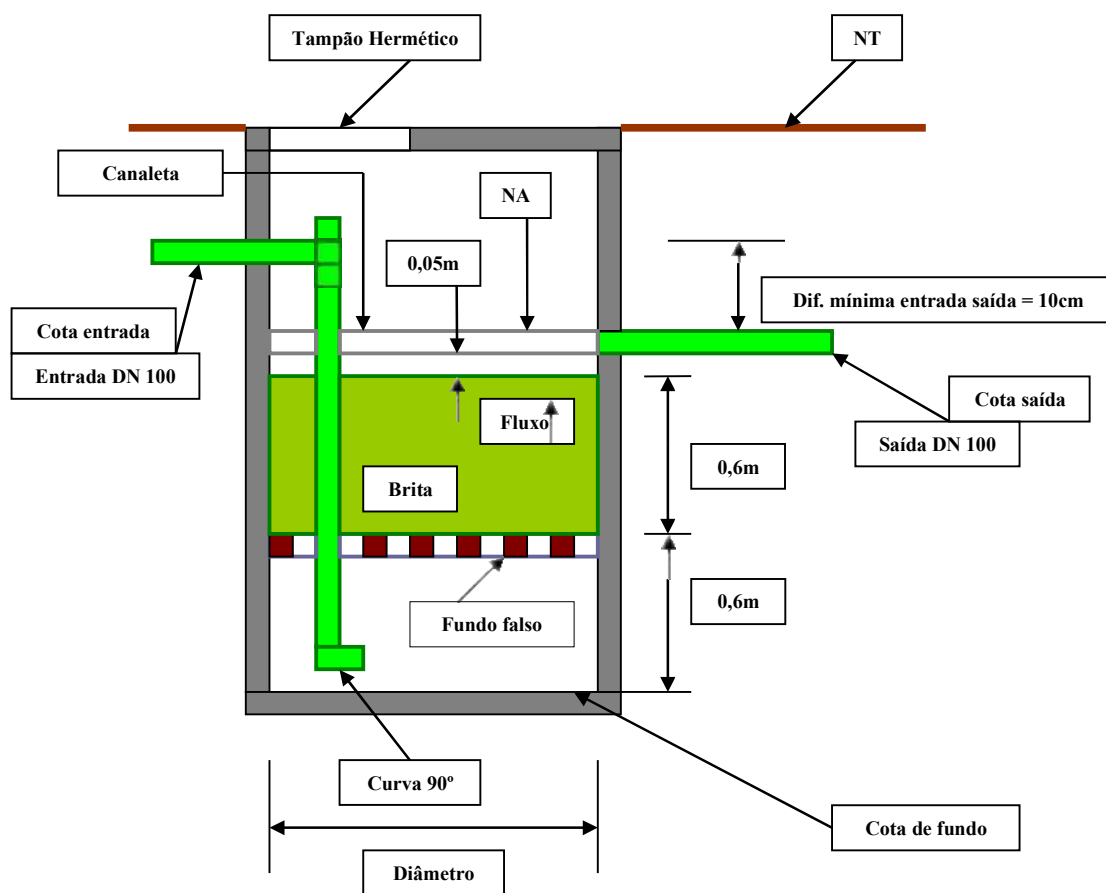 Tampão Hermético
NT
Canaleta
NA
0,05m
Dif. mínima entrada saída = 10cm
Cota entrada
Entrada DN 100
Cota saída
Fluxo
Saída DN 100
0,6m
Brita
0,6m
Fundo falso
Curva 90º
Cota de fundo
Diâmetro